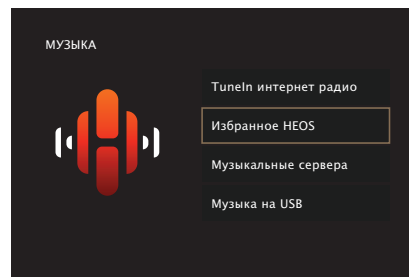 МУЗЫКА
TuneIn интернет радио
Избранное HEOS
Музыкальные сервера
Музыка на USB